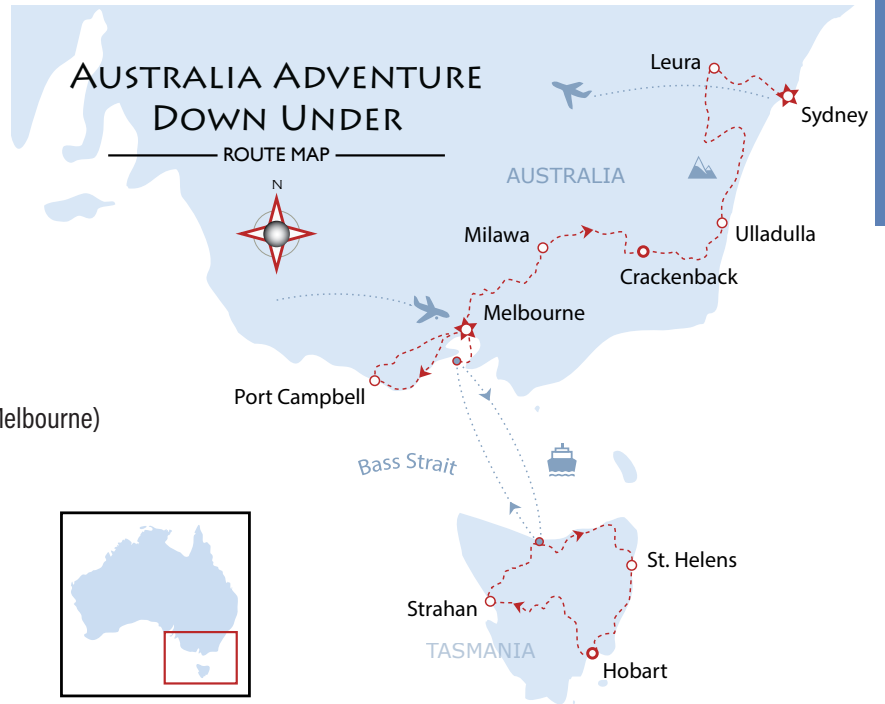 AUSTRALIA ADVENTURE
DOWN UNDER
ROUTE MAP
N
Leura
Sydney
AUSTRALIA
Milawa
Ulladulla
Crackenback
Melbourne
Port Campbell
Melbourne)
Bass Strait
St. Helens
Strahan
TASMANIA
Hobart